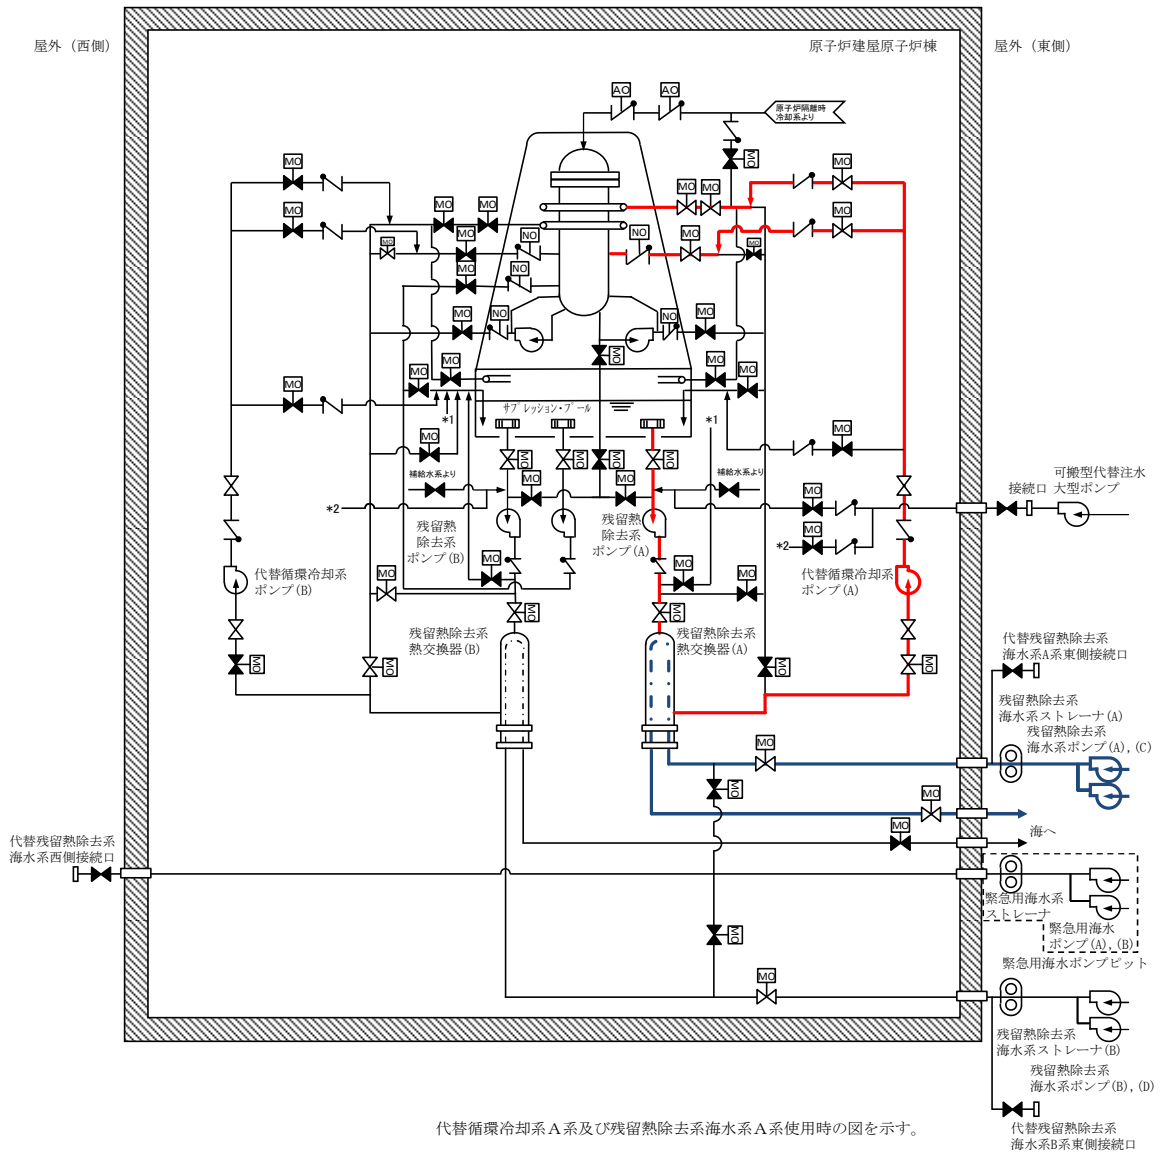 屋外（西側）
原子炉建屋原子炉棟
屋外（東側）
AO
AO
原子炉隔離時
冷却系より
MO
MO
MO
MO
MO
MO
MO
MO
MO
MO
MO
NO
NO
MO
MO
MO
MO
NO
MO
NO
NO
MO
MO
MO
MO
MO
MO
MO
MO
サプレッション・プール
*1
*1
MO
MO
MO
MO
MO
MO
補給水系より
MO
MO
補給水系より
可搬型代替注水
大型ポンプ
接続口
MO
*2
残留熱
除去系
ポンプ(B)
残留熱
除去系
ポンプ(A)
MO
*2
MO
MO
MO
MO
代替循環冷却系
ポンプ(B)
代替循環冷却系
ポンプ(A)
MO
MO
残留熱除去系
熱交換器(B)
残留熱除去系
熱交換器(A)
代替残留熱除去系
海水系A系東側接続口
MO
MO
MO
MO
残留熱除去系
海水系ストレーナ(A)
残留熱除去系
海水系ポンプ(A),(C)
MO
MO
MO
MO
海へ
代替残留熱除去系
海水系西側接続口
緊急用海水系
ストレーナ
緊急用海水
ポンプ(A),(B)
MO
緊急用海水ポンプピット
MO
残留熱除去系
海水系ストレーナ(B)
残留熱除去系
海水系ポンプ(B),(D)
代替残留熱除去系
海水系B系東側接続口
代替循環冷却系Ａ系及び残留熱除去系海水系Ａ系使用時の図を示す。